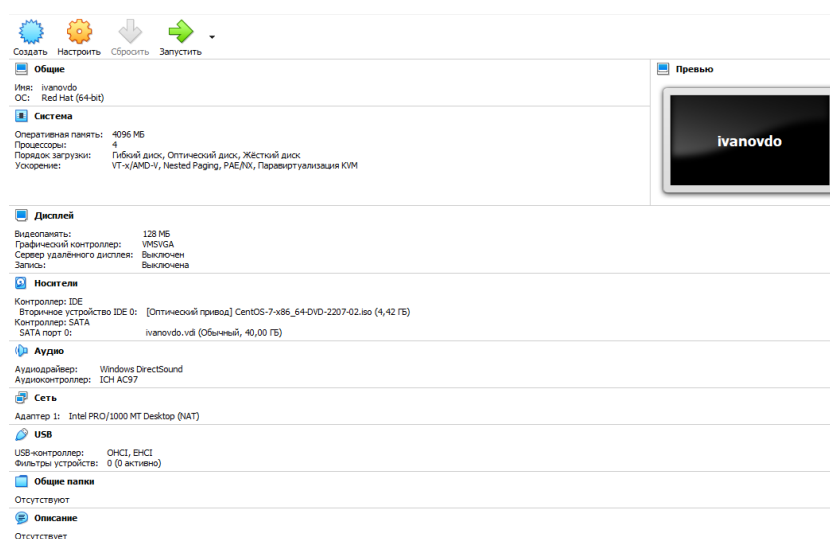 Создать Настроить Сбросить Запустить
Общие
Имя: ivanovdo
ОС: Red Hat (64-bit)
Превью
ivanovdo
Система
Оперативная память: 4096 МБ
Процессоры: 4
Порядок загрузки: Гибкий диск, Оптический диск, Жёсткий диск
Ускорение: VT-x/AMD-V, Nested Paging, PAE/NX, Паравиртуализация KVM
Дисплей
Видеопамять: 128 МБ
Графический контроллер: VMSVGA
Сервер удалённого дисплея: Выключен
Запись: Выключена
Носители
Контроллер: IDE
Вторичное устройство IDE 0: [Оптический привод] CentOS-7-x86_64-DVD-2207-02.iso (4,42 ГБ)
Контроллер: SATA
SATA порт 0: ivanovdo.vdi (Обычный, 40,00 ГБ)
Аудио
Аудиодрайвер: Windows DirectSound
Аудиоконтроллер: ICH AC97
Сеть
Адаптер 1: Intel PRO/1000 MT Desktop (NAT)
USB
USB-контроллер: OHCI, EHCI
Фильтры устройств: 0 (0 активно)
Общие папки
Отсутствуют
Описание
Отсутствует